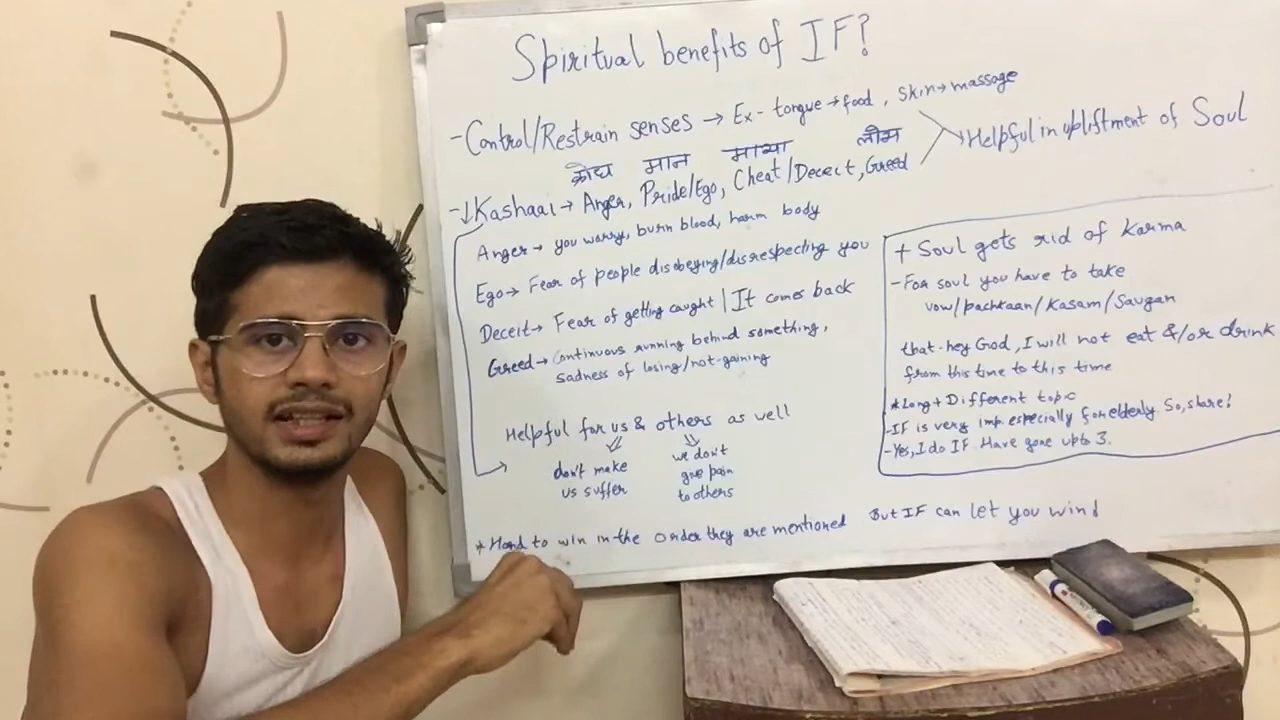 Spiritual benefits of IF?
- Control/Restrain senses → Ex- tongue → food, Skin → massage
→ Helpful in upliftment of Soul
क्रोध मान माया लोभ
- ↓ Kashaai → Anger, Pride/Ego, Cheat/Deceit, Greed
Anger → you worry, burn blood, harm body
Ego → Fear of people disobeying/disrespecting you
Deceit → Fear of getting caught | It comes back
Greed → Continuous running behind something,
sadness of losing/not-gaining
Helpful for us & others as well
don't make
us suffer
we don't
give pain
to others
* Hard to win in the order they are mentioned But IF can let you win!
+ Soul gets rid of Karma
- For soul you have to take
vow/pachkaan/Kasam/Saugan
that-hey God, I will not eat &/or drink
from this time to this time
* Long + Different topic
- IF is very imp. especially for elderly. So, share!
- Yes, I do IF. Have gone upto 3.